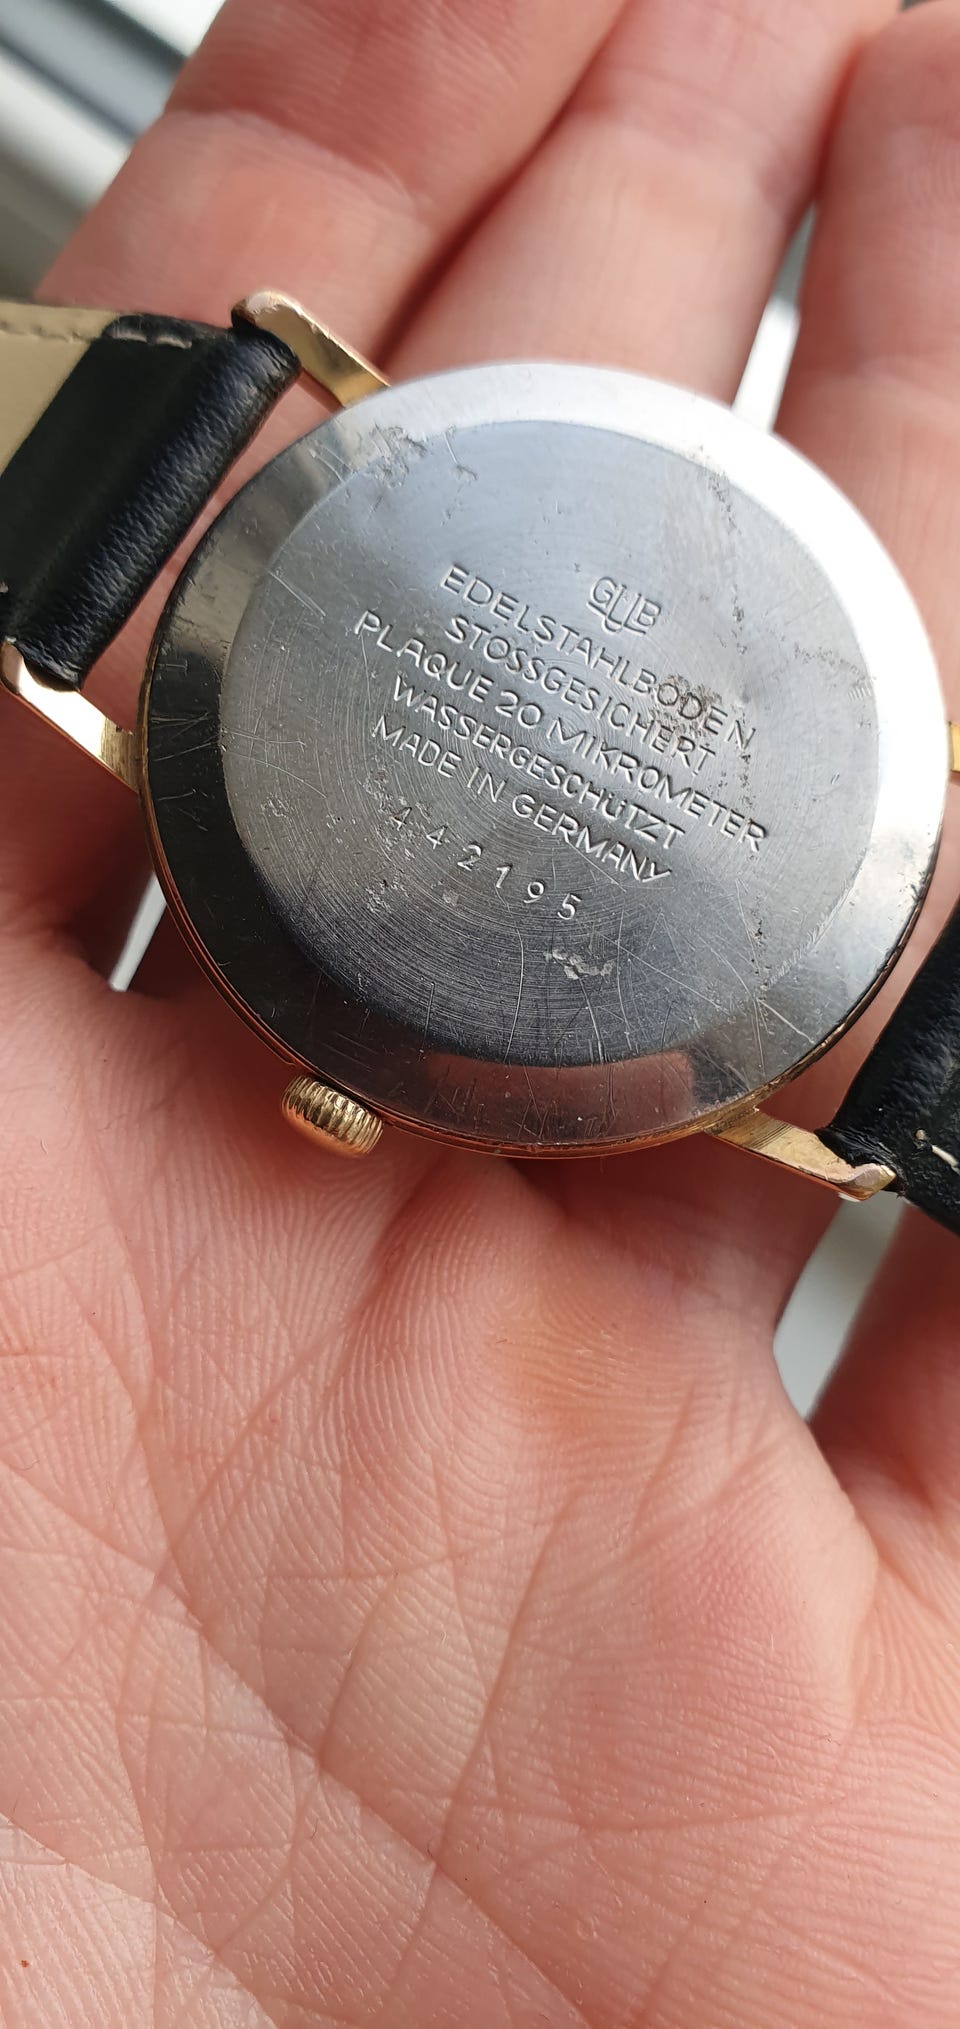 GUB
EDELSTAHLBODEN
STOSSGESICHERT
PLAQUE 20 MIKROMETER
WASSERGESCHÜTZT
MADE IN GERMANY
442195